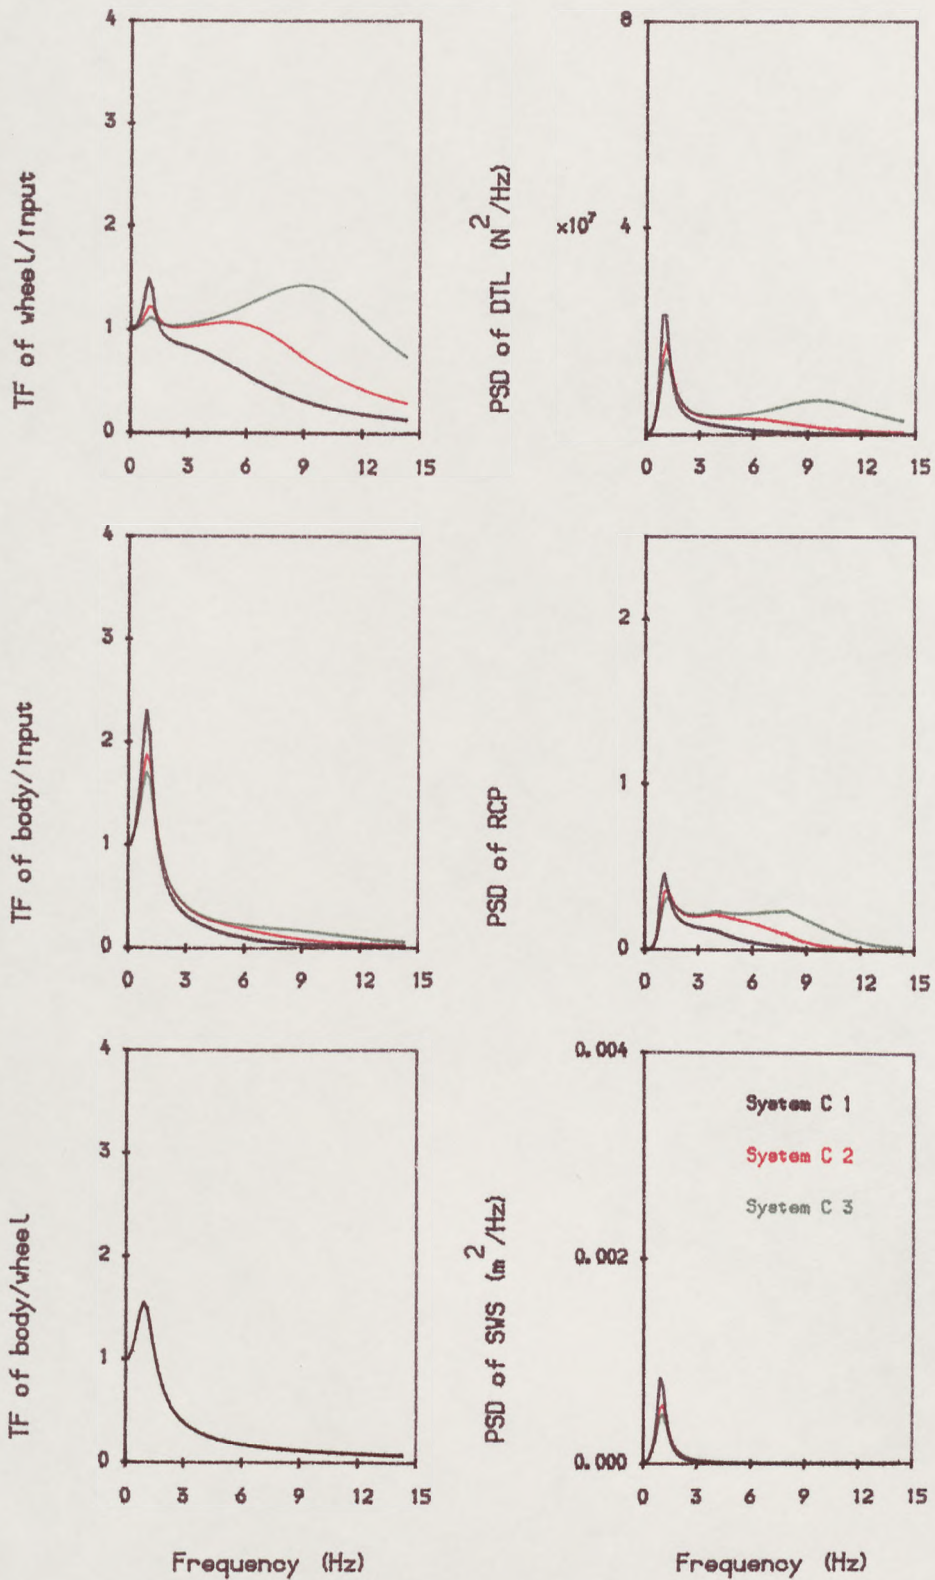 TF of wheel/input
4
3
2
1
0
0 3 6 9 12 15
PSD of DTL (N²/Hz)
8
×10⁷ 4
0 3 6 9 12 15
TF of body/input
4
3
2
1
0
0 3 6 9 12 15
PSD of RCP
2
1
0
0 3 6 9 12 15
TF of body/wheel
4
3
2
1
0
0 3 6 9 12 15
Frequency (Hz)
PSD of SWS (m²/Hz)
0.004
0.002
0.000
System C 1
System C 2
System C 3
0 3 6 9 12 15
Frequency (Hz)